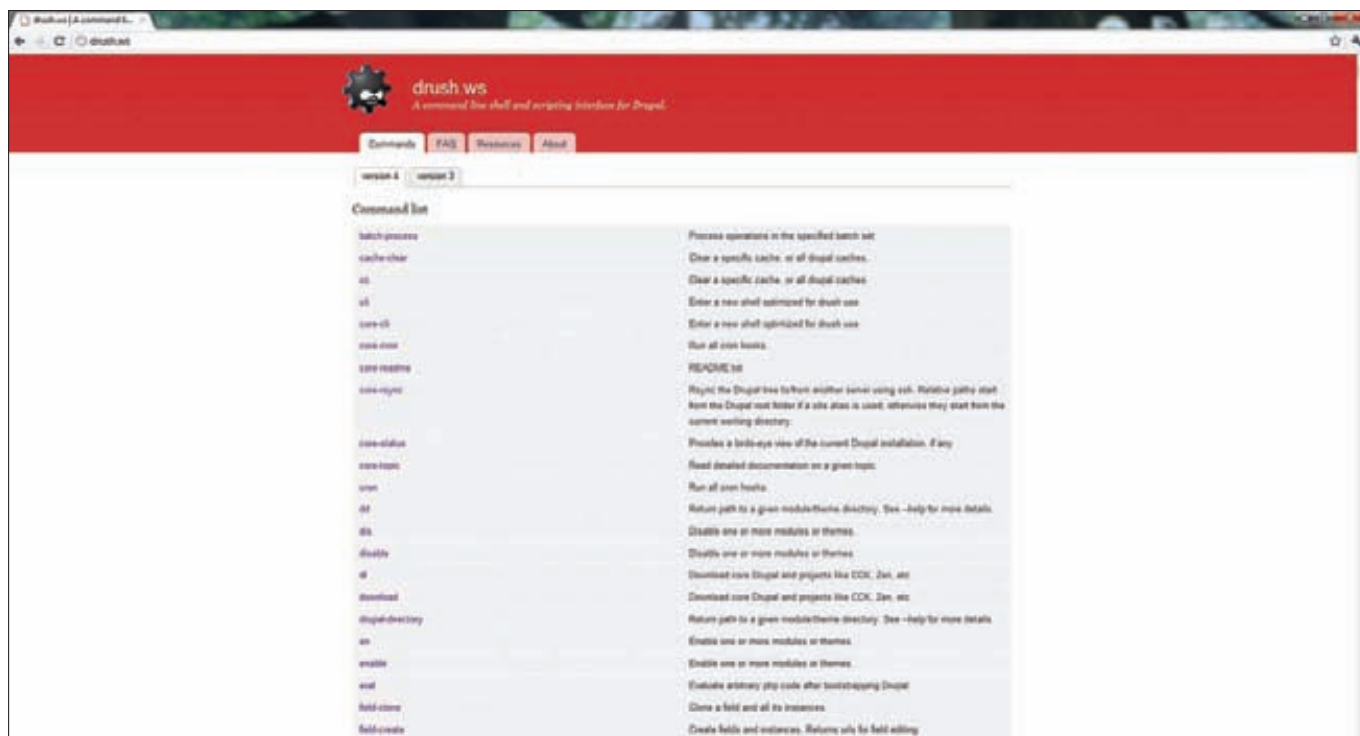 drush.ws | A command li...
drush.ws
drush.ws
A command line shell and scripting interface for Drupal.
Commands FAQ Resources About
version 4 version 3
Command list
batch-process Process operations in the specified batch set
cache-clear Clear a specific cache, or all drupal caches.
cc Clear a specific cache, or all drupal caches.
cli Enter a new shell optimized for drush use
core-cli Enter a new shell optimized for drush use
core-cron Run all cron hooks.
core-readme README.txt
core-rsync Rsync the Drupal tree to/from another server using ssh. Relative paths start
from the Drupal root folder if a site alias is used; otherwise they start from the
current working directory.
core-status Provides a birds-eye view of the current Drupal installation, if any.
core-topic Read detailed documentation on a given topic.
cron Run all cron hooks.
dd Return path to a given module/theme directory. See --help for more details.
dis Disable one or more modules or themes.
disable Disable one or more modules or themes.
dl Download core Drupal and projects like CCK, Zen, etc.
download Download core Drupal and projects like CCK, Zen, etc.
drupal-directory Return path to a given module/theme directory. See --help for more details.
en Enable one or more modules or themes.
enable Enable one or more modules or themes.
eval Evaluate arbitrary php code after bootstrapping Drupal
field-clone Clone a field and all its instances.
field-create Create fields and instances. Returns urls for field editing.